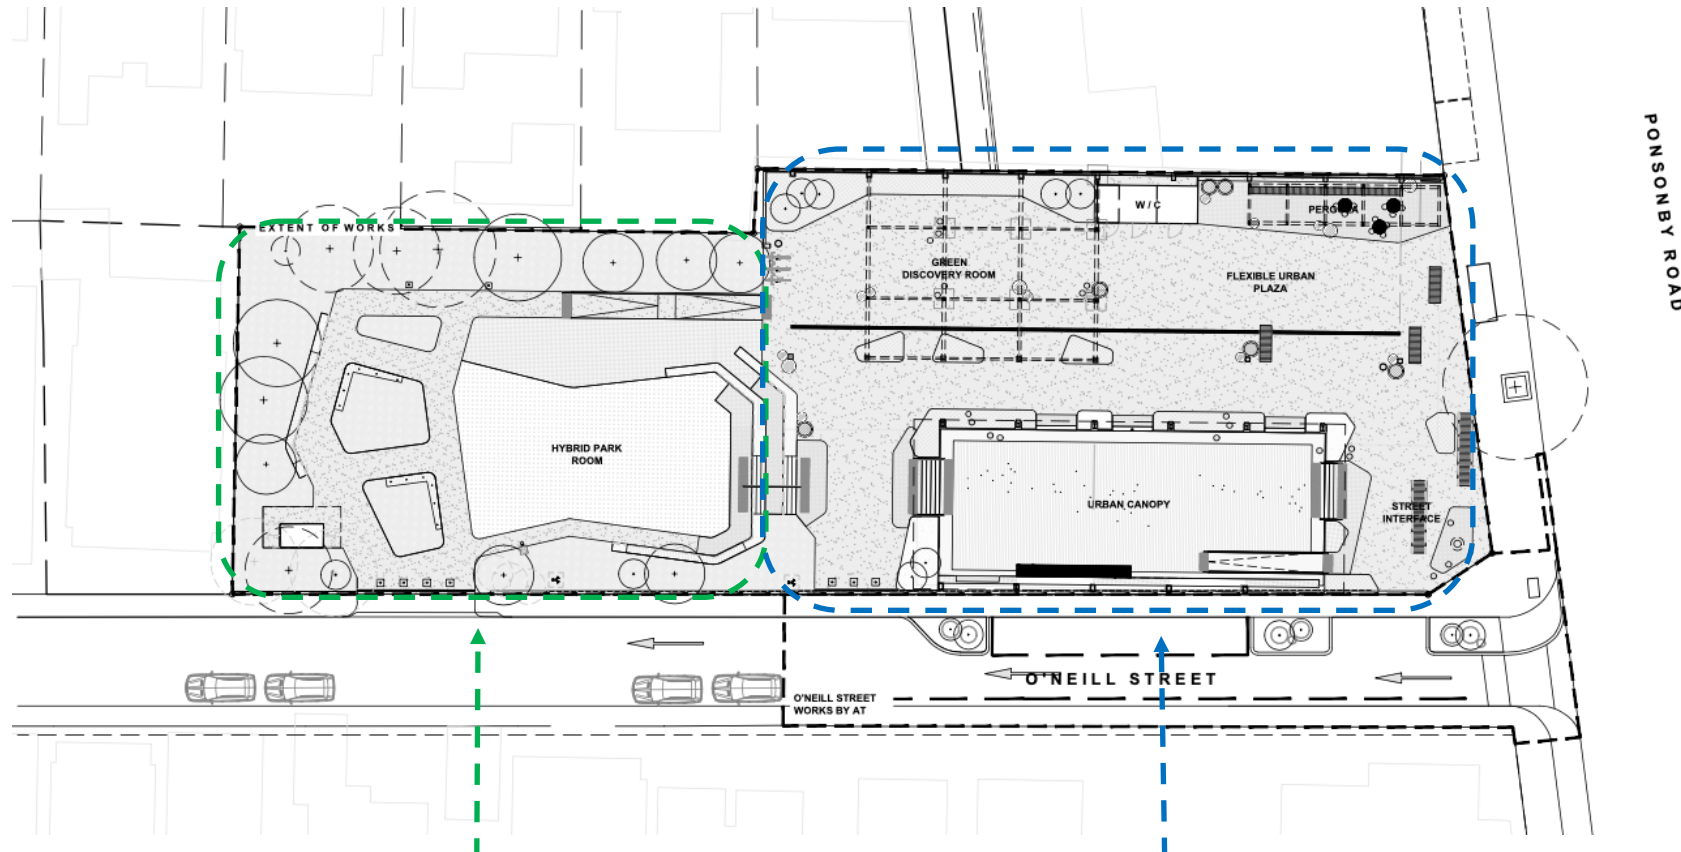 EXTENT OF WORKS
W/C
PERGOLA
GREEN
DISCOVERY ROOM
FLEXIBLE URBAN
PLAZA
PONSONBY ROAD
HYBRID PARK
ROOM
URBAN CANOPY
STREET
INTERFACE
O'NEILL STREET
O'NEILL STREET
WORKS BY AT